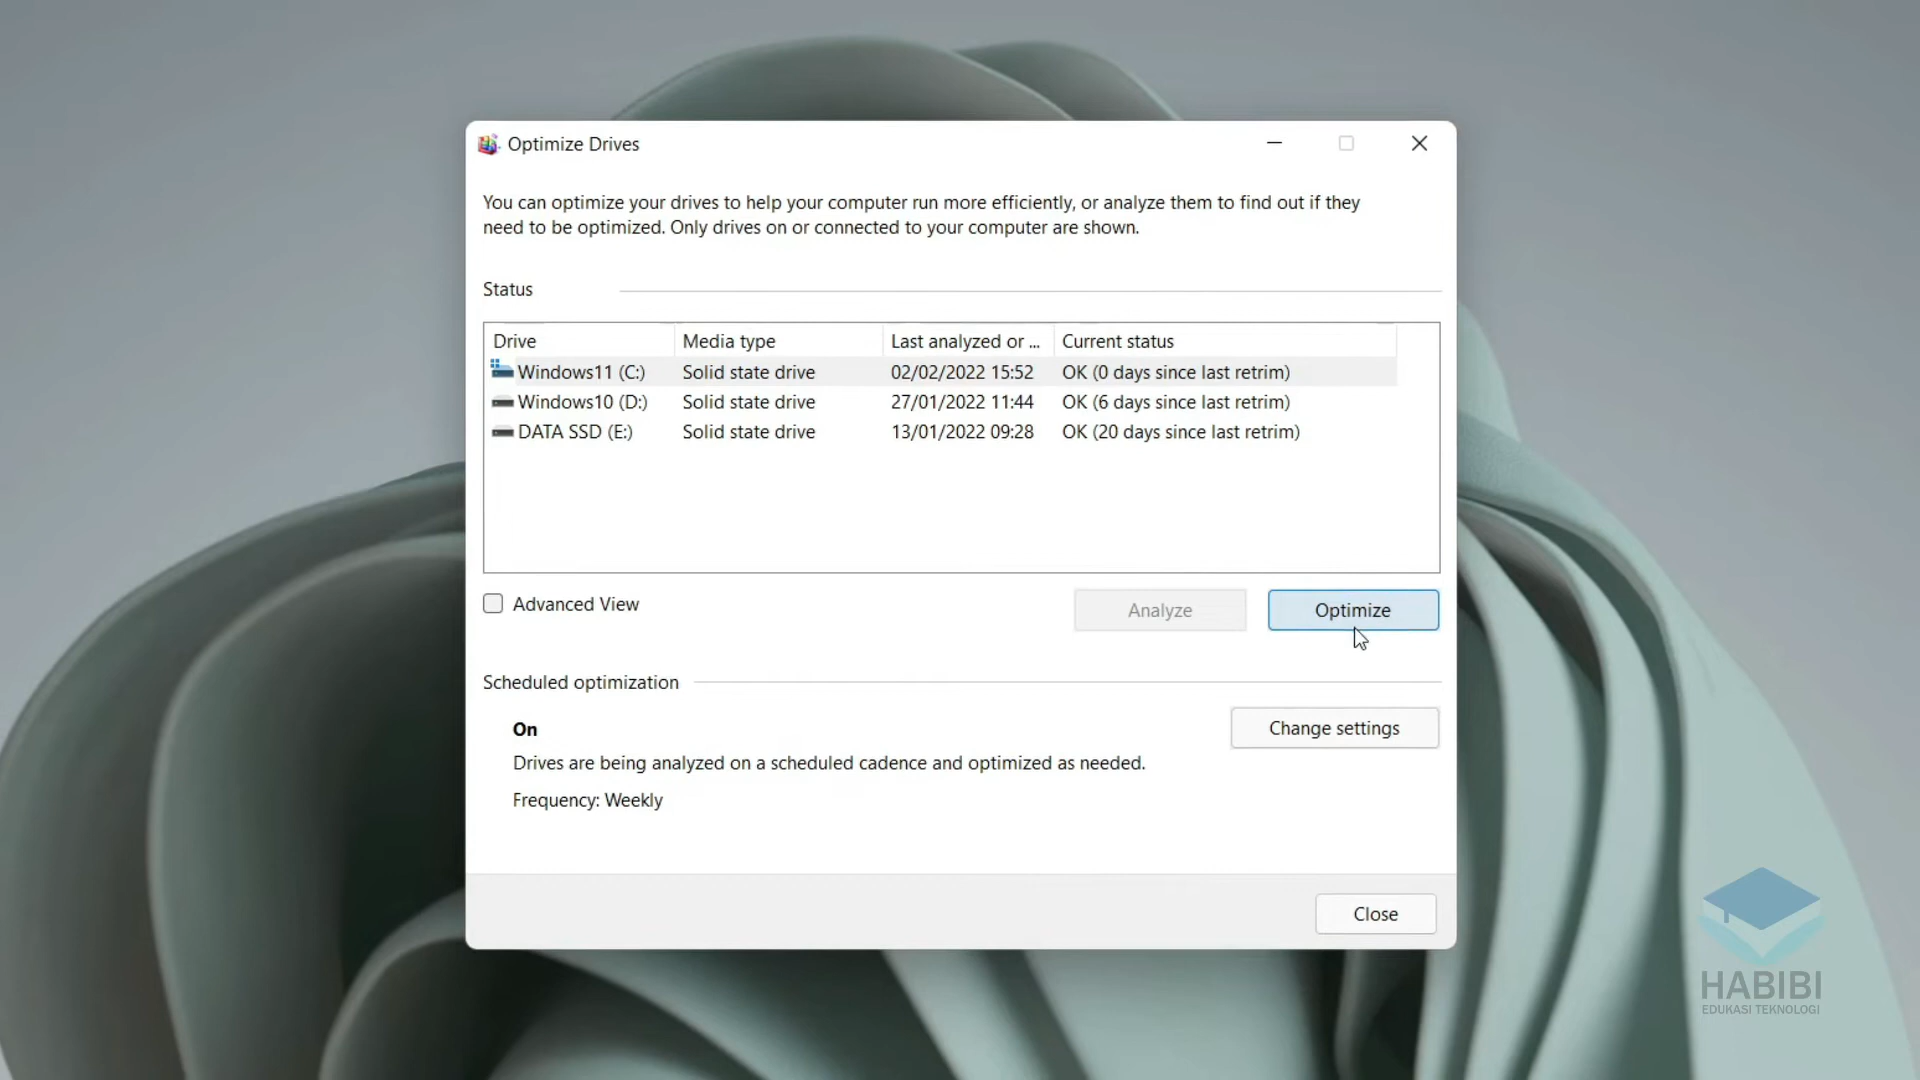 Optimize Drives
You can optimize your drives to help your computer run more efficiently, or analyze them to find out if they
need to be optimized. Only drives on or connected to your computer are shown.
Status
Drive Media type Last analyzed or ... Current status
Windows11 (C:) Solid state drive 02/02/2022 15:52 OK (0 days since last retrim)
Windows10 (D:) Solid state drive 27/01/2022 11:44 OK (6 days since last retrim)
DATA SSD (E:) Solid state drive 13/01/2022 09:28 OK (20 days since last retrim)
Advanced View Analyze Optimize
Scheduled optimization
On Change settings
Drives are being analyzed on a scheduled cadence and optimized as needed.
Frequency: Weekly
Close
HABIBI
EDUKASI TEKNOLOGI